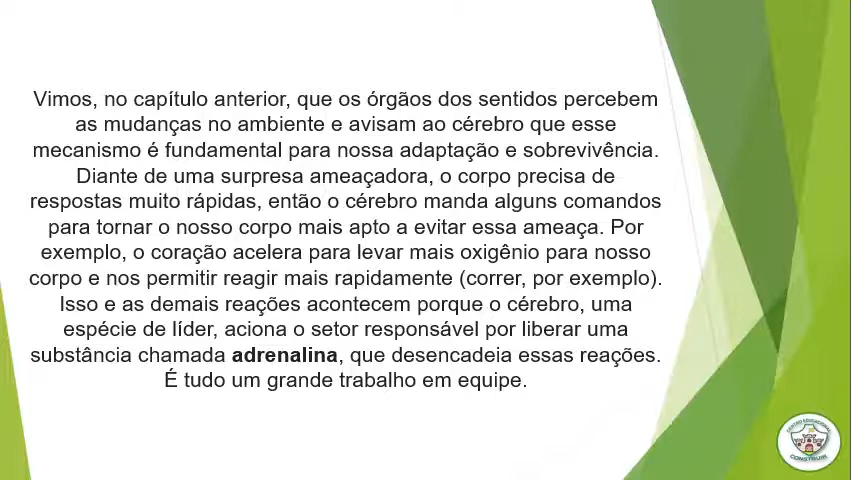 Vimos, no capítulo anterior, que os órgãos dos sentidos percebem
as mudanças no ambiente e avisam ao cérebro que esse
mecanismo é fundamental para nossa adaptação e sobrevivência.
Diante de uma surpresa ameaçadora, o corpo precisa de
respostas muito rápidas, então o cérebro manda alguns comandos
para tornar o nosso corpo mais apto a evitar essa ameaça. Por
exemplo, o coração acelera para levar mais oxigênio para nosso
corpo e nos permitir reagir mais rapidamente (correr, por exemplo).
Isso e as demais reações acontecem porque o cérebro, uma
espécie de líder, aciona o setor responsável por liberar uma
substância chamada adrenalina, que desencadeia essas reações.
É tudo um grande trabalho em equipe.
CENTRO EDUCACIONAL
CONSTRUIR